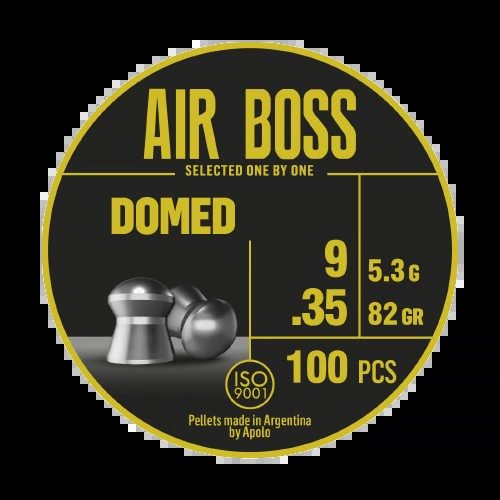 AIR BOSS
SELECTED ONE BY ONE
DOMED
9
.35
5.3 G
82 GR
100 PCS
ISO
9001
Pellets made in Argentina
by Apolo